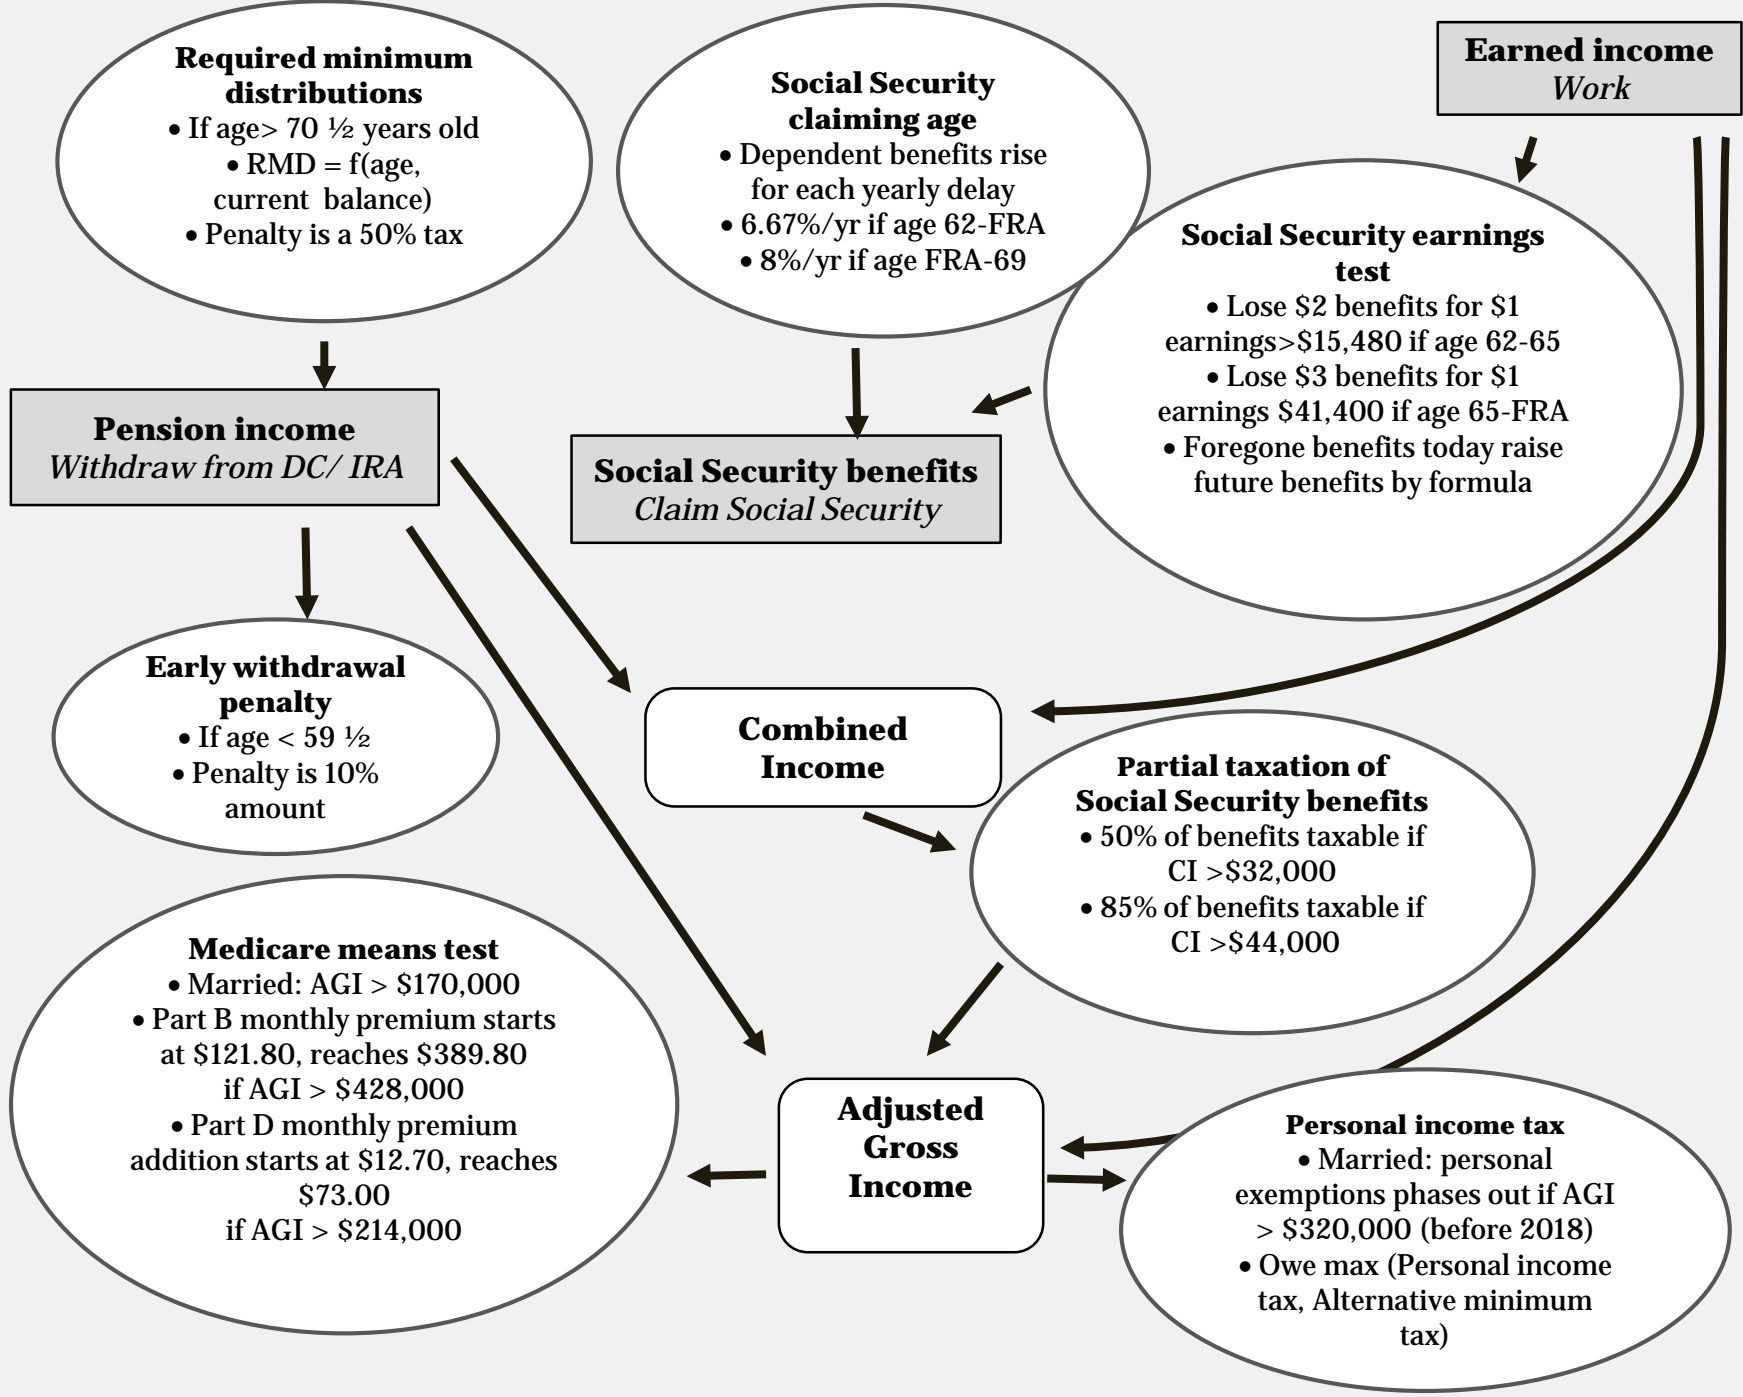 Required minimum
distributions
• If age> 70 ½ years old
• RMD = f(age,
current balance)
• Penalty is a 50% tax
Social Security
claiming age
• Dependent benefits rise
for each yearly delay
• 6.67%/yr if age 62-FRA
• 8%/yr if age FRA-69
Earned income
Work
Social Security earnings
test
• Lose $2 benefits for $1
earnings>$15,480 if age 62-65
• Lose $3 benefits for $1
earnings $41,400 if age 65-FRA
• Foregone benefits today raise
future benefits by formula
Pension income
Withdraw from DC/ IRA
Social Security benefits
Claim Social Security
Early withdrawal
penalty
• If age < 59 ½
• Penalty is 10%
amount
Combined
Income
Partial taxation of
Social Security benefits
• 50% of benefits taxable if
CI >$32,000
• 85% of benefits taxable if
CI >$44,000
Medicare means test
• Married: AGI > $170,000
• Part B monthly premium starts
at $121.80, reaches $389.80
if AGI > $428,000
• Part D monthly premium
addition starts at $12.70, reaches
$73.00
if AGI > $214,000
Adjusted
Gross
Income
Personal income tax
• Married: personal
exemptions phases out if AGI
> $320,000 (before 2018)
• Owe max (Personal income
tax, Alternative minimum
tax)